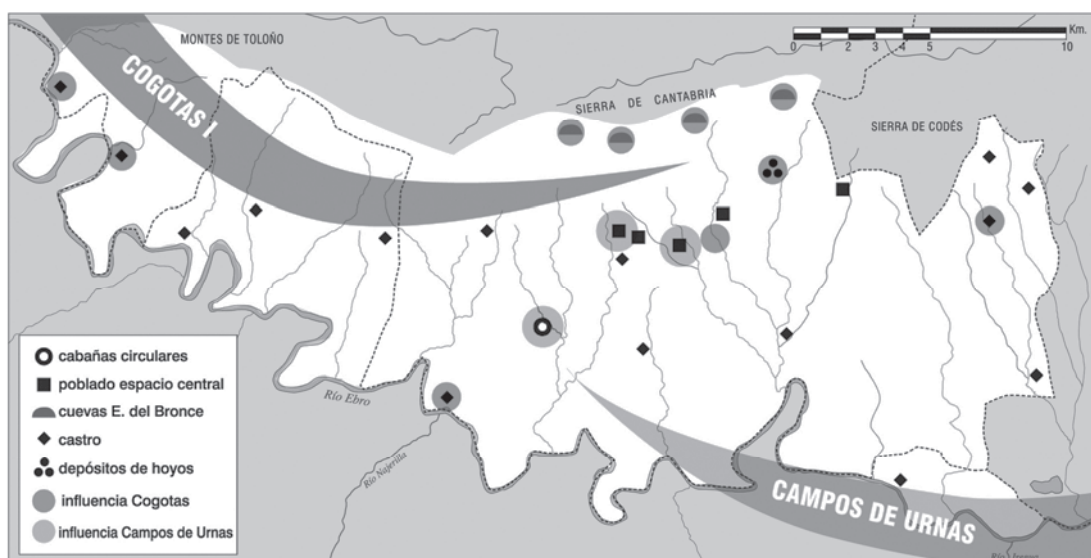 MONTES DE TOLOÑO
Km.
0 1 2 3 4 5 10
COGOTAS I
SIERRA DE CANTABRIA
SIERRA DE CODÉS
cabañas circulares
poblado espacio central
cuevas E. del Bronce
castro
depósitos de hoyos
influencia Cogotas
influencia Campos de Urnas
Río Ebro
Río Najerilla
CAMPOS DE URNAS